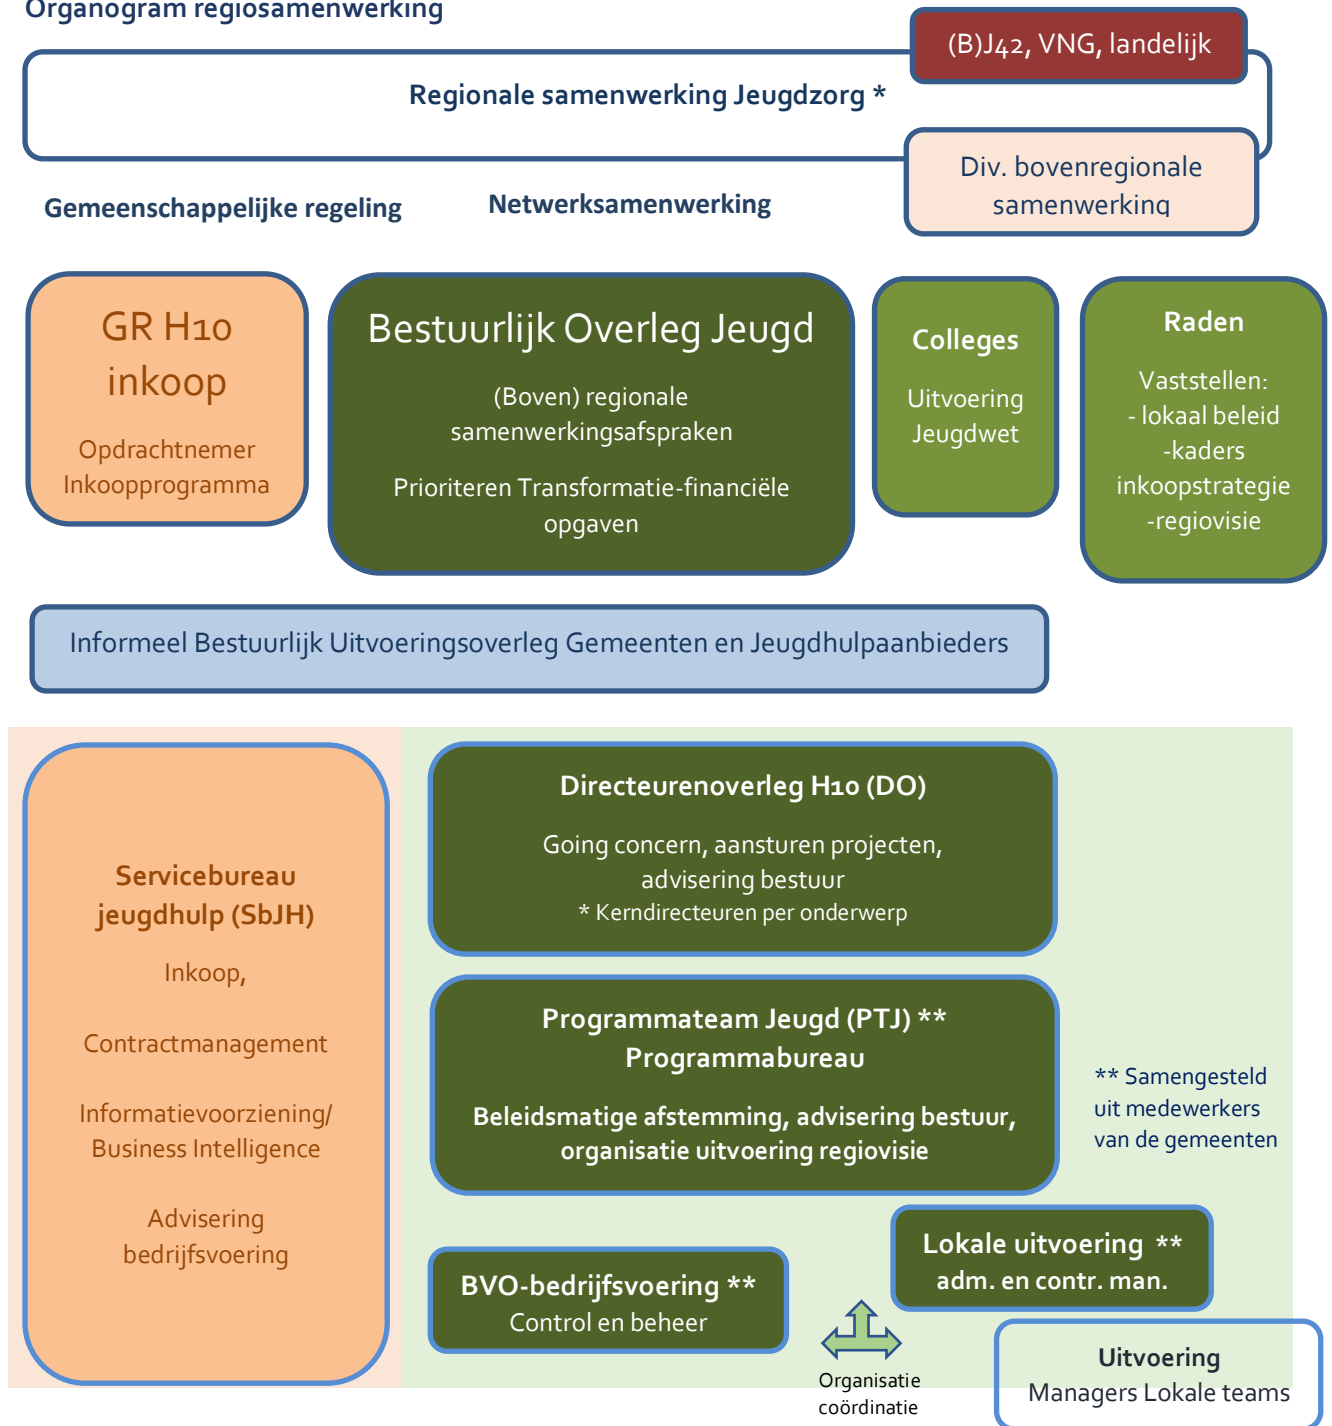 Organogram regiosamenwerking
(B)J42, VNG, landelijk
Regionale samenwerking Jeugdzorg *
Div. bovenregionale
samenwerking
Gemeenschappelijke regeling
Netwerksamenwerking
GR H10
inkoop
Opdrachtnemer
Inkoopprogramma
Bestuurlijk Overleg Jeugd
(Boven) regionale
samenwerkingsafspraken
Prioriteren Transformatie-financiële
opgaven
Colleges
Uitvoering
Jeugdwet
Raden
Vaststellen:
- lokaal beleid
-kaders
inkoopstrategie
-regiovisie
Informeel Bestuurlijk Uitvoeringsoverleg Gemeenten en Jeugdhulpaanbieders
Servicebureau
jeugdhulp (SbJH)
Inkoop,
Contractmanagement
Informatievoorziening/
Business Intelligence
Advisering
bedrijfsvoering
Directeurenoverleg H10 (DO)
Going concern, aansturen projecten,
advisering bestuur
* Kerndirecteuren per onderwerp
Programmateam Jeugd (PTJ) **
Programmabureau
Beleidsmatige afstemming, advisering bestuur,
organisatie uitvoering regiovisie
** Samengesteld
uit medewerkers
van de gemeenten
Lokale uitvoering **
adm. en contr. man.
BVO-bedrijfsvoering **
Control en beheer
Organisatie
coördinatie
Uitvoering
Managers Lokale teams